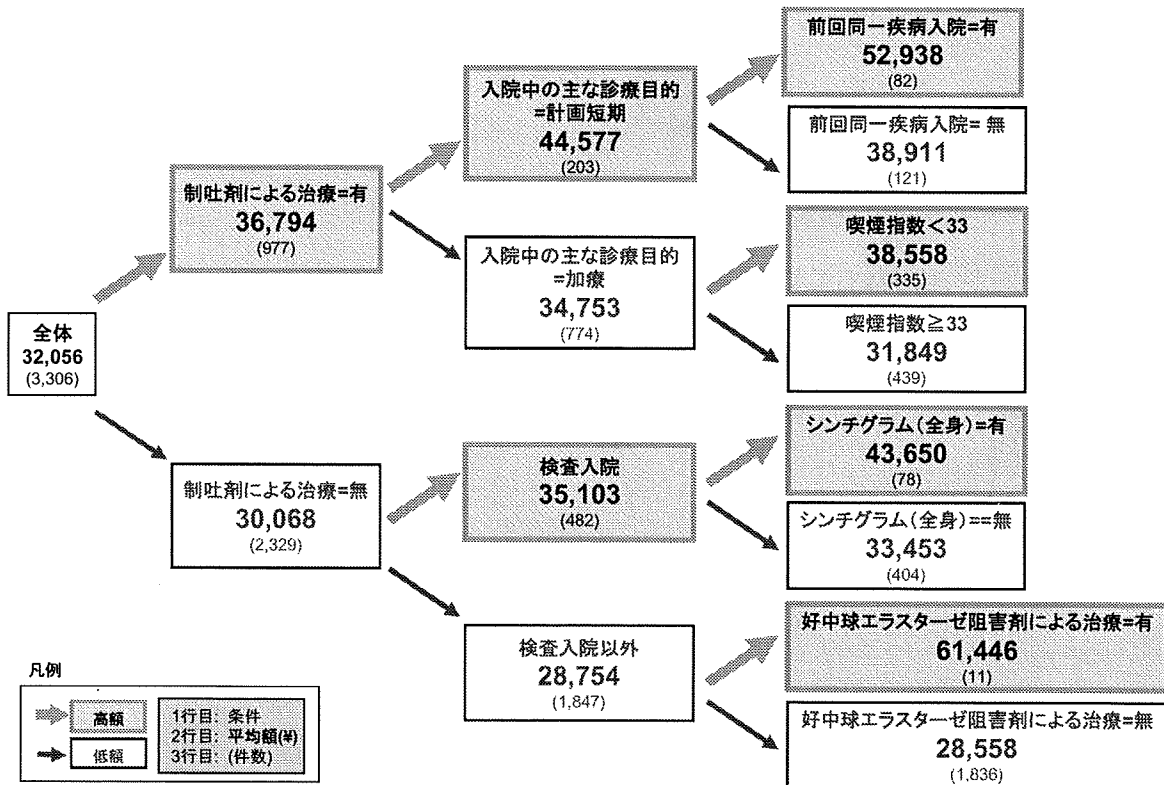 全体
32,056
(3,306)
制吐剤による治療=有
36,794
(977)
制吐剤による治療=無
30,068
(2,329)
入院中の主な診療目的
=計画短期
44,577
(203)
入院中の主な診療目的
=加療
34,753
(774)
検査入院
35,103
(482)
検査入院以外
28,754
(1,847)
前回同一疾病入院=有
52,938
(82)
前回同一疾病入院= 無
38,911
(121)
喫煙指数<33
38,558
(335)
喫煙指数≧33
31,849
(439)
シンチグラム(全身)=有
43,650
(78)
シンチグラム(全身)==無
33,453
(404)
好中球エラスターゼ阻害剤による治療=有
61,446
(11)
好中球エラスターゼ阻害剤による治療=無
28,558
(1,836)
凡例
高額
低額
1行目: 条件
2行目: 平均額(¥)
3行目: (件数)